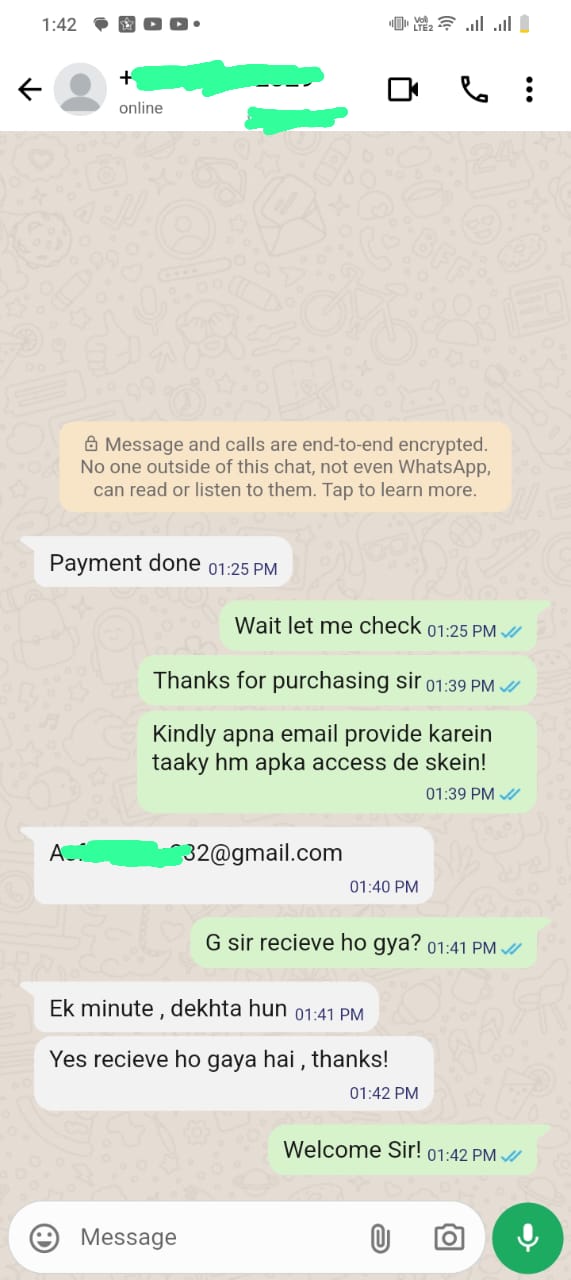 1:42
Vo)) LTE2
+
online
Message and calls are end-to-end encrypted.
No one outside of this chat, not even WhatsApp,
can read or listen to them. Tap to learn more.
Payment done 01:25 PM
Wait let me check 01:25 PM
Thanks for purchasing sir 01:39 PM
Kindly apna email provide karein
taaky hm apka access de skein!
01:39 PM
32@gmail.com
01:40 PM
G sir recieve ho gya? 01:41 PM
Ek minute , dekhta hun 01:41 PM
Yes recieve ho gaya hai , thanks!
01:42 PM
Welcome Sir! 01:42 PM
Message